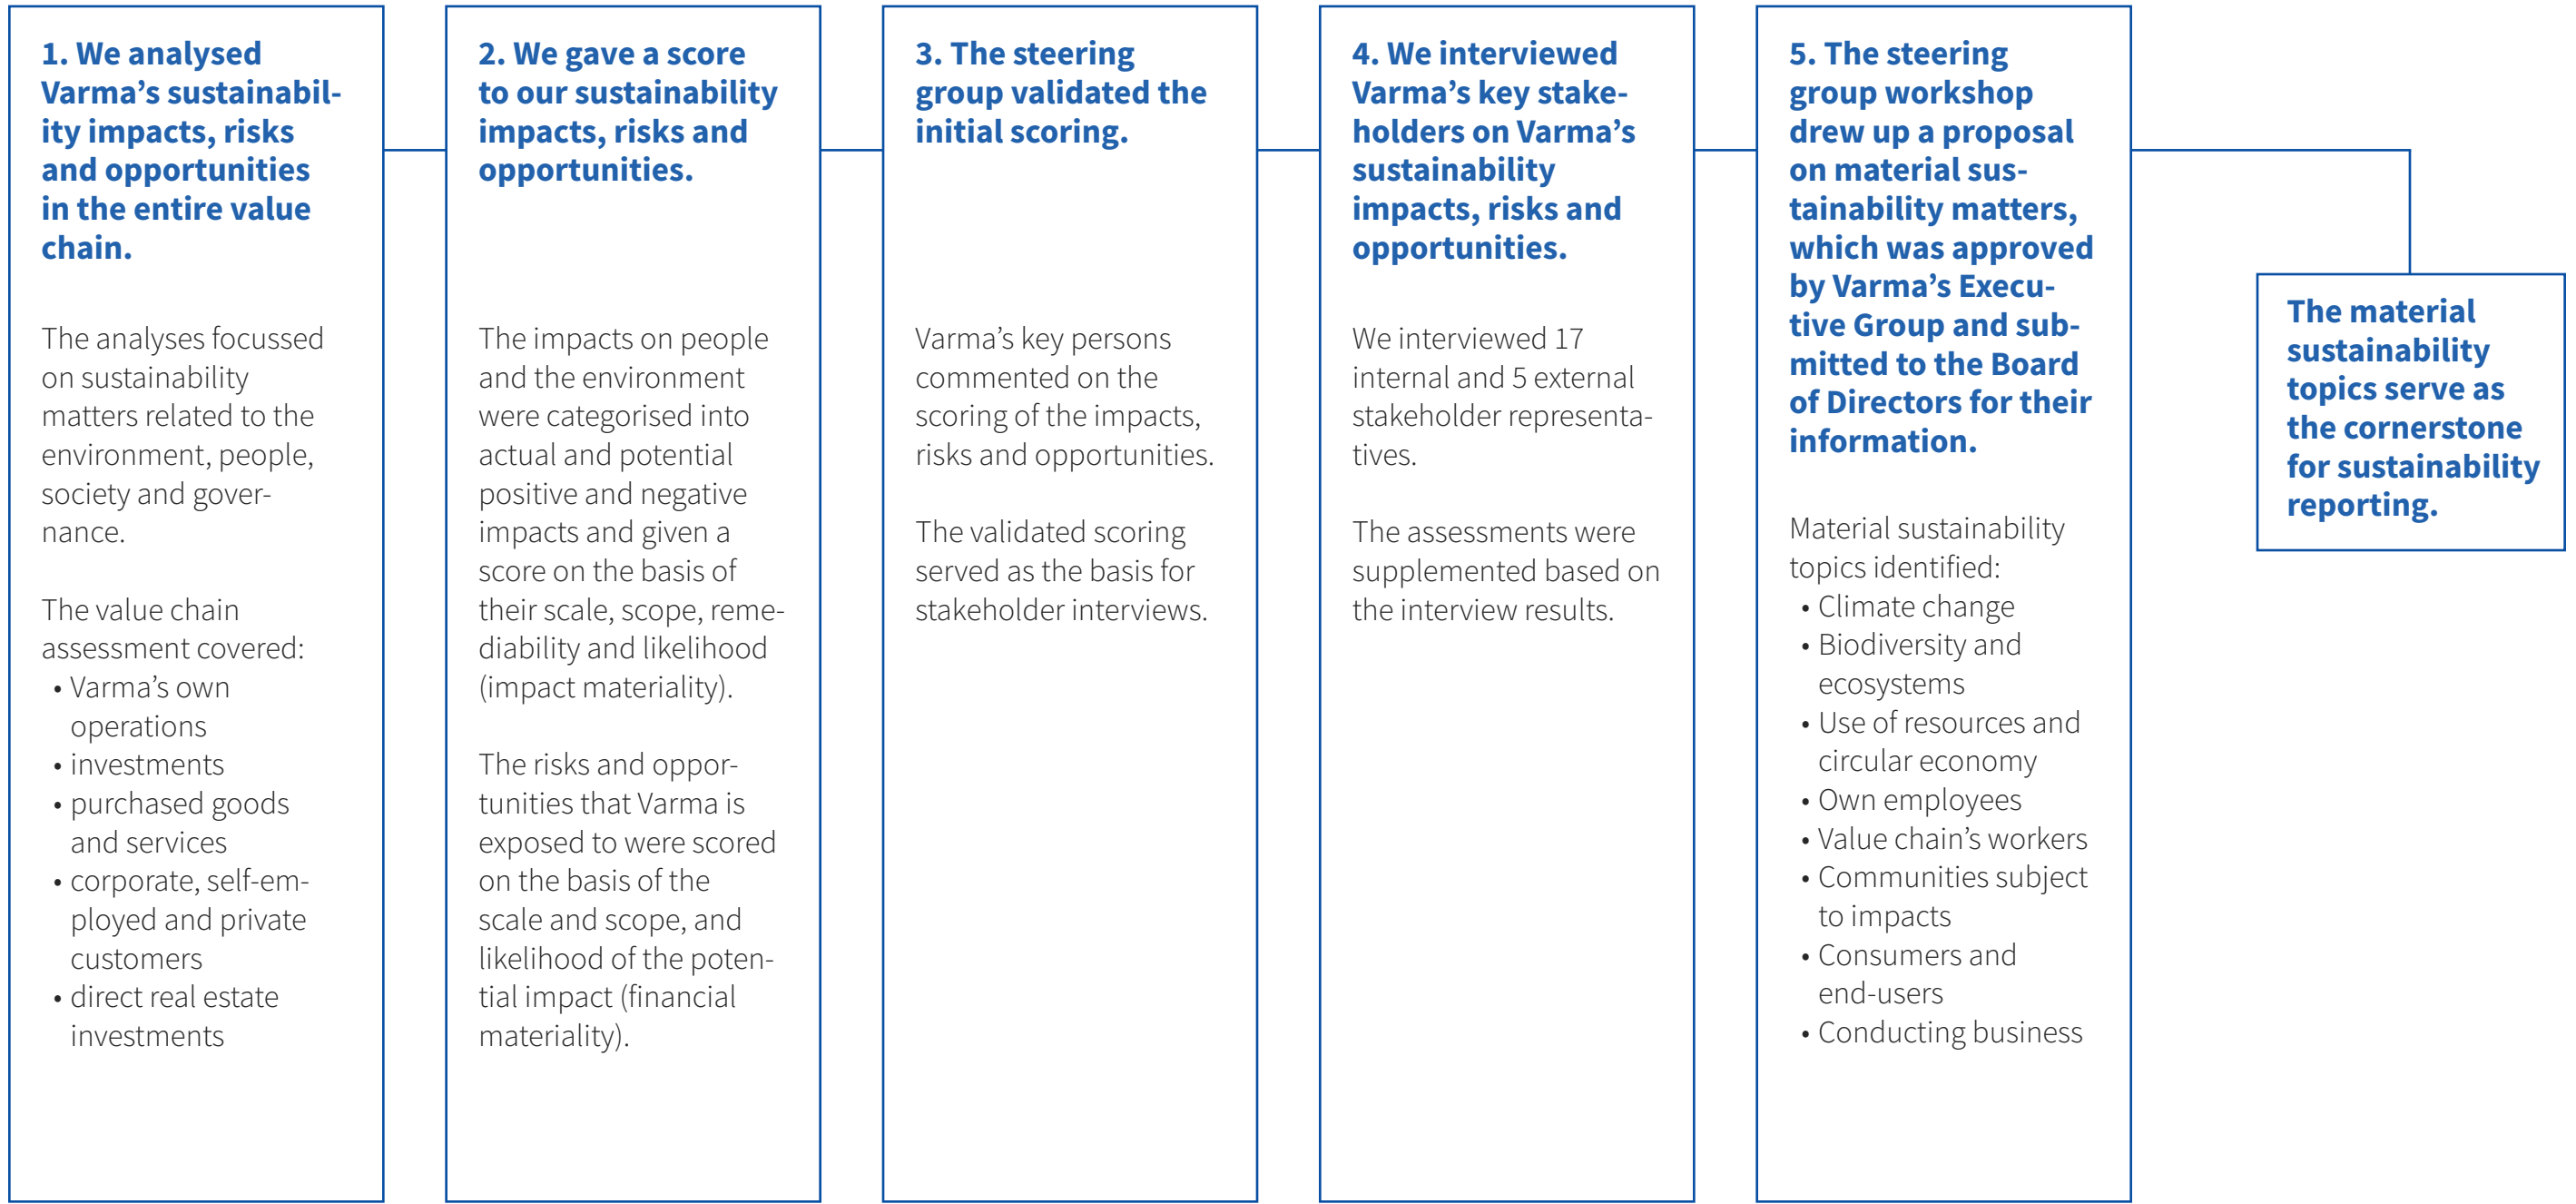 1. We analysed
Varma’s sustainabil-
ity impacts, risks
and opportunities
in the entire value
chain.
The analyses focussed
on sustainability
matters related to the
environment, people,
society and gover-
nance.
The value chain
assessment covered:
• Varma’s own
operations
• investments
• purchased goods
and services
• corporate, self-em-
ployed and private
customers
• direct real estate
investments
2. We gave a score
to our sustainability
impacts, risks and
opportunities.
The impacts on people
and the environment
were categorised into
actual and potential
positive and negative
impacts and given a
score on the basis of
their scale, scope, reme-
diability and likelihood
(impact materiality).
The risks and oppor-
tunities that Varma is
exposed to were scored
on the basis of the
scale and scope, and
likelihood of the poten-
tial impact (financial
materiality).
3. The steering
group validated the
initial scoring.
Varma’s key persons
commented on the
scoring of the impacts,
risks and opportunities.
The validated scoring
served as the basis for
stakeholder interviews.
4. We interviewed
Varma’s key stake-
holders on Varma’s
sustainability
impacts, risks and
opportunities.
We interviewed 17
internal and 5 external
stakeholder representa-
tives.
The assessments were
supplemented based on
the interview results.
5. The steering
group workshop
drew up a proposal
on material sus-
tainability matters,
which was approved
by Varma’s Execu-
tive Group and sub-
mitted to the Board
of Directors for their
information.
Material sustainability
topics identified:
• Climate change
• Biodiversity and
ecosystems
• Use of resources and
circular economy
• Own employees
• Value chain’s workers
• Communities subject
to impacts
• Consumers and
end-users
• Conducting business
The material
sustainability
topics serve as
the cornerstone
for sustainability
reporting.